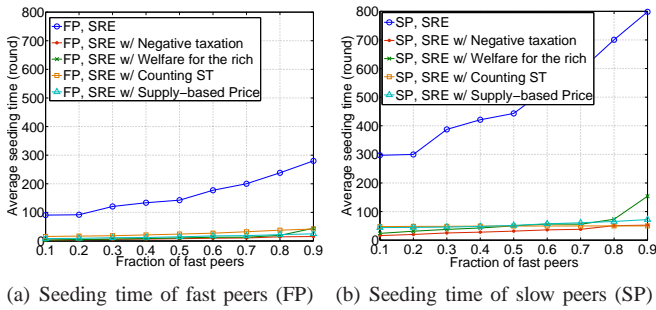 800
700
600
500
400
300
200
100
0
Average seeding time (round)
FP, SRE
FP, SRE w/ Negative taxation
FP, SRE w/ Welfare for the rich
FP, SRE w/ Counting ST
FP, SRE w/ Supply−based Price
0.1 0.2 0.3 0.4 0.5 0.6 0.7 0.8 0.9
Fraction of fast peers
(a) Seeding time of fast peers (FP)
800
700
600
500
400
300
200
100
0
Average seeding time (round)
SP, SRE
SP, SRE w/ Negative taxation
SP, SRE w/ Welfare for the rich
SP, SRE w/ Counting ST
SP, SRE w/ Supply−based Price
0.1 0.2 0.3 0.4 0.5 0.6 0.7 0.8 0.9
Fraction of fast peers
(b) Seeding time of slow peers (SP)